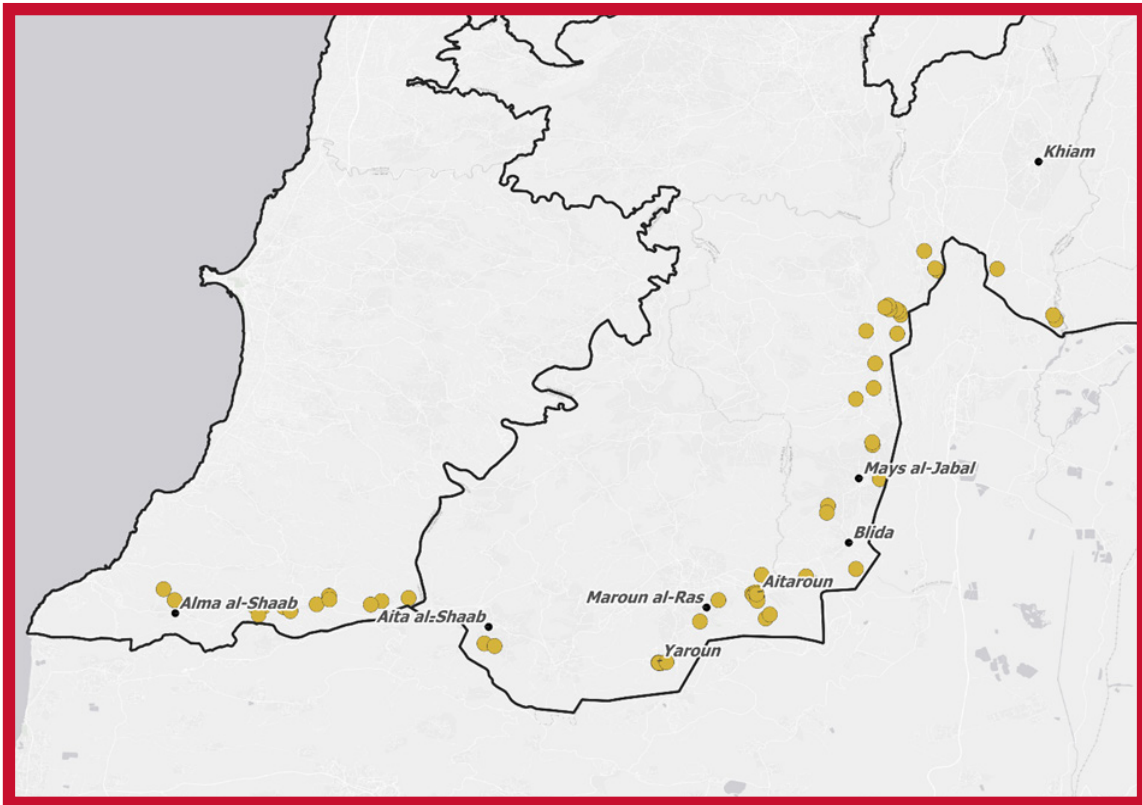 Khiam
Mays al-Jabal
Blida
Aitaroun
Maroun al-Ras
Alma al-Shaab
Aita al-Shaab
Yaroun